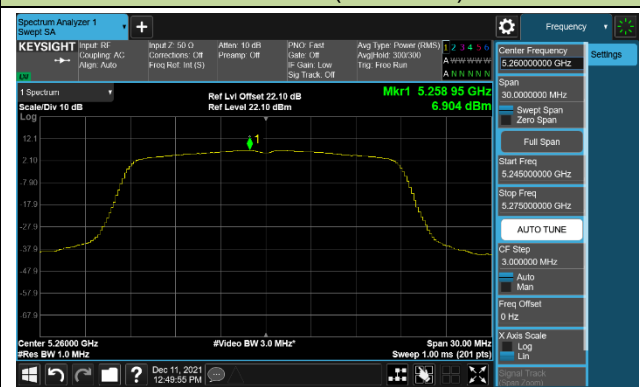 Spectrum Analyzer 1
Swept SA
+
Frequency
KEYSIGHT
Input: RF
Coupling: AC
Align: Auto
Input Z: 50 Ω
Corrections: Off
Freq Ref: Int (S)
Atten: 10 dB
Preamp: Off
PNO: Fast
Gate: Off
IF Gain: Low
Sig Track: Off
Avg Type: Power (RMS)
Avg|Hold: 300/300
Trig: Free Run
1 2 3 4 5 6
A W W W W W
A N N N N N
LV
1 Spectrum
Scale/Div 10 dB
Log
Ref Lvl Offset 22.10 dB
Ref Level 22.10 dBm
Mkr1 5.258 95 GHz
6.904 dBm
1
12.1
2.10
-7.90
-17.9
-27.9
-37.9
-47.9
-57.9
-67.9
Center 5.26000 GHz
#Res BW 1.0 MHz
#Video BW 3.0 MHz*
Span 30.00 MHz
Sweep 1.00 ms (201 pts)
Dec 11, 2021
12:49:55 PM
?
Center Frequency
5.260000000 GHz
Settings
Span
30.0000000 MHz
Swept Span
Zero Span
Full Span
Start Freq
5.245000000 GHz
Stop Freq
5.275000000 GHz
AUTO TUNE
CF Step
3.000000 MHz
Auto
Man
Freq Offset
0 Hz
X Axis Scale
Log
Lin
Signal Track
(Span Zoom)